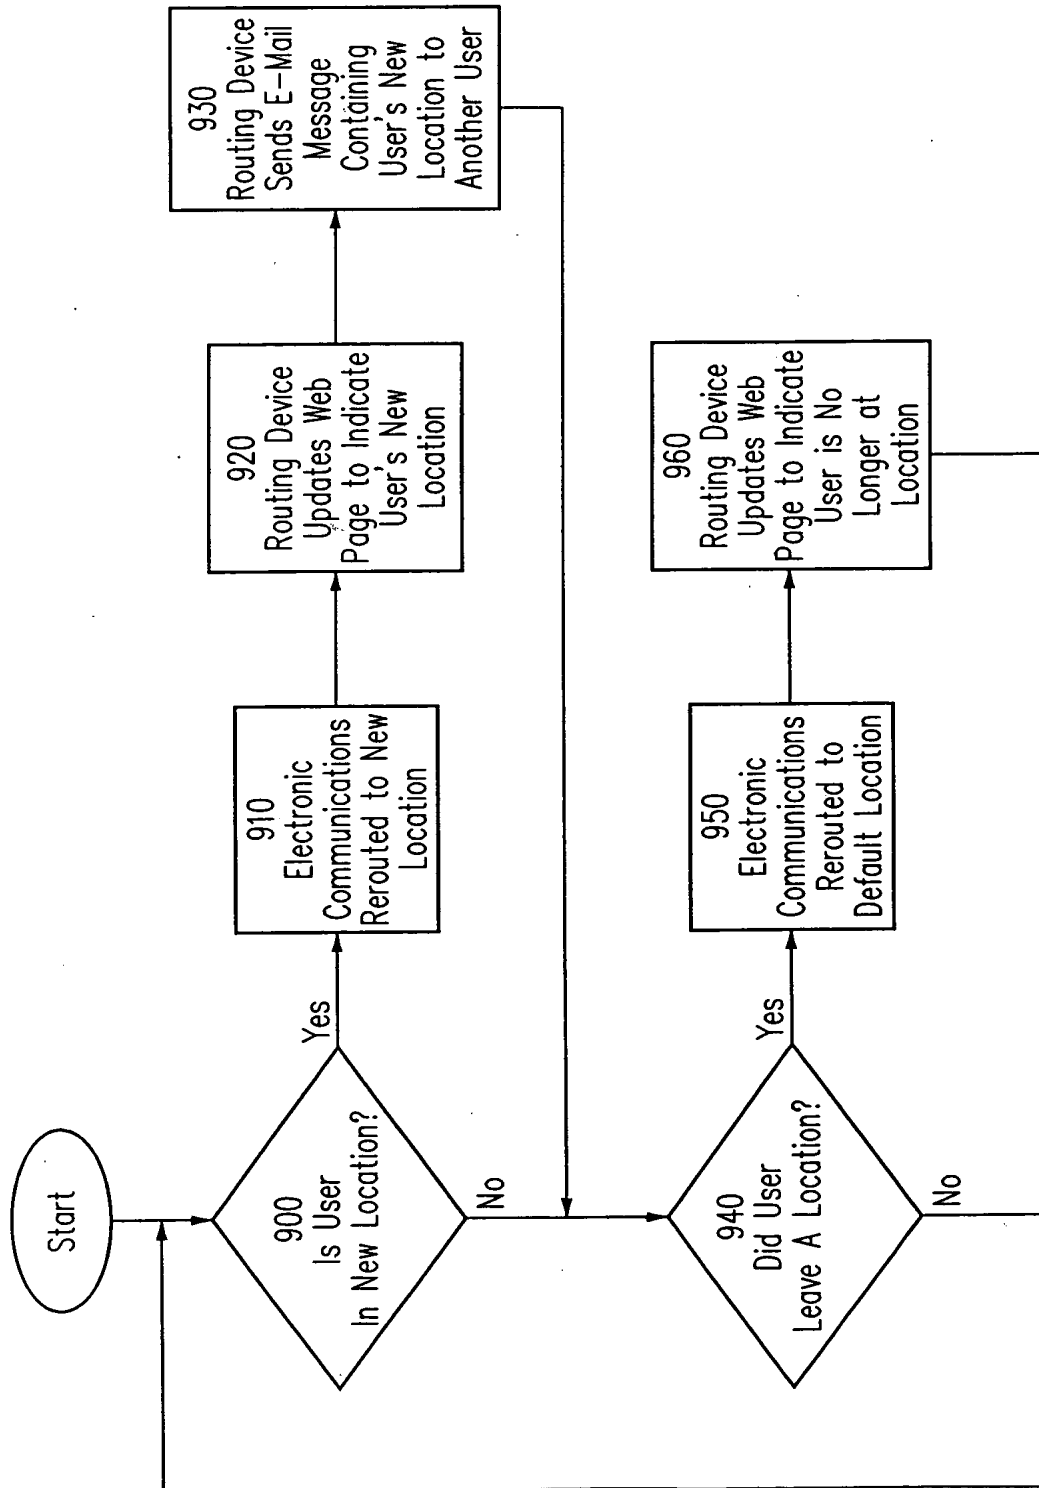 Start
900
Is User
In New Location?
Yes
No
910
Electronic
Communications
Rerouted to New
Location
920
Routing Device
Updates Web
Page to Indicate
User's New
Location
930
Routing Device
Sends E-Mail
Message
Containing
User's New
Location to
Another User
940
Did User
Leave A Location?
Yes
No
950
Electronic
Communications
Rerouted to
Default Location
960
Routing Device
Updates Web
Page to Indicate
User is No
Longer at
Location